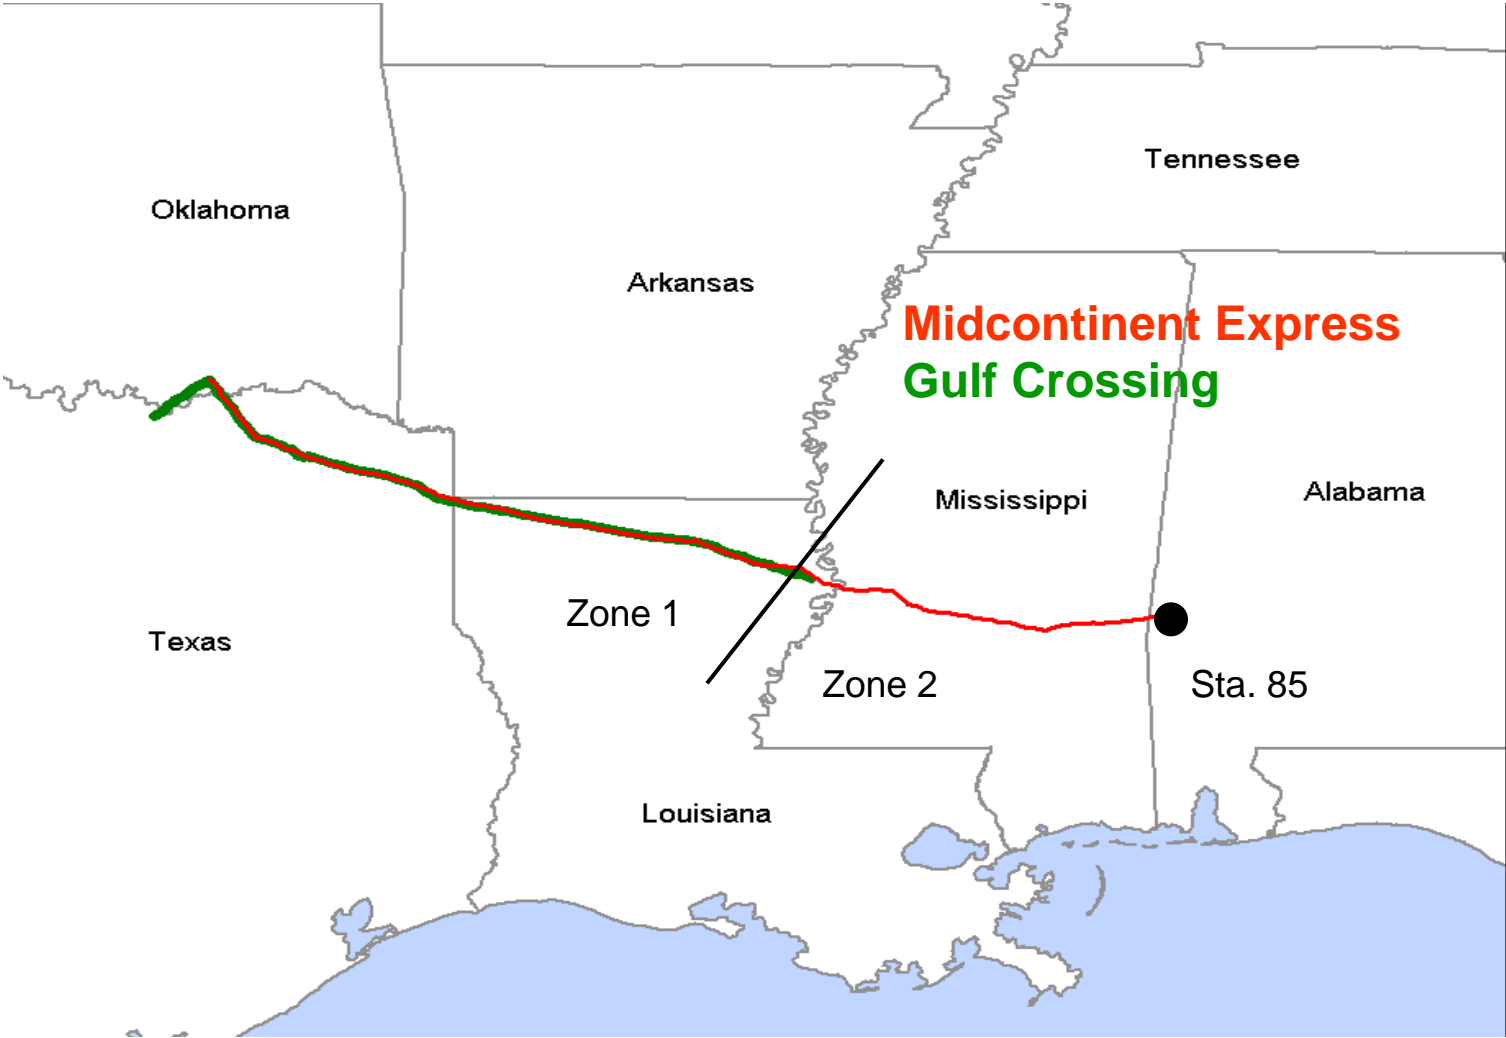 Tennessee
Oklahoma
Arkansas
Midcontinent Express
Gulf Crossing
Mississippi
Alabama
Zone 1
Texas
Zone 2
Sta. 85
Louisiana